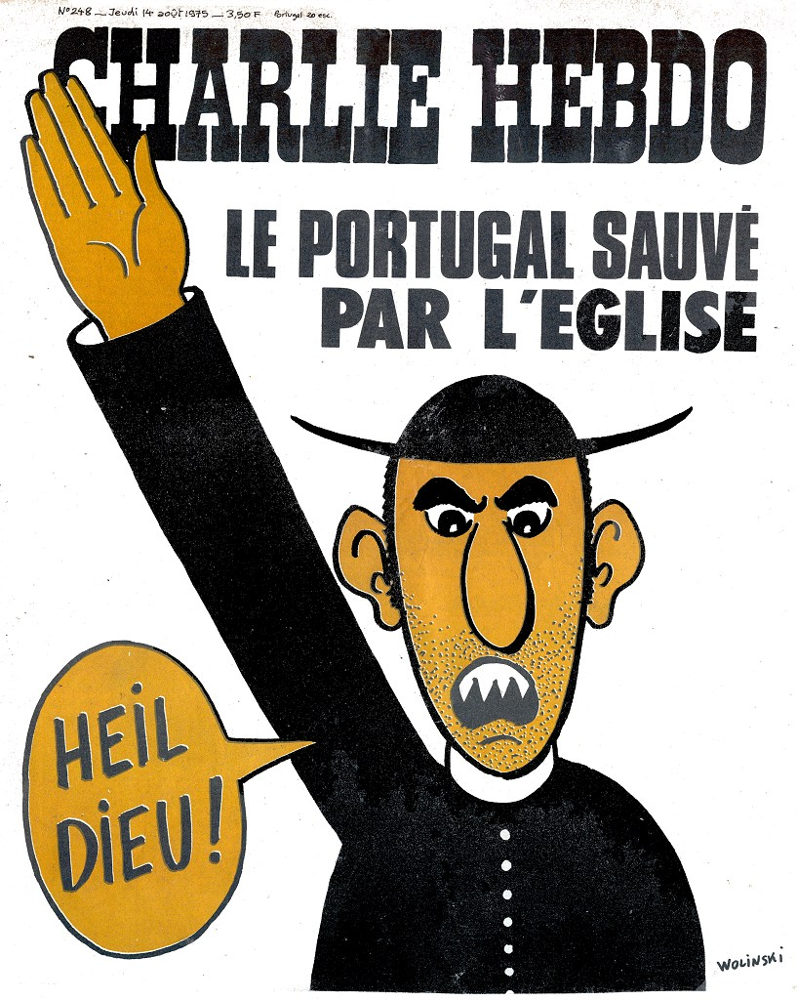 N°248 — Jeudi 14 août 1975 — 3,50 F Portugal 20 esc.
CHARLIE HEBDO
LE PORTUGAL SAUVÉ
PAR L'EGLISE
HEIL
DIEU!
WOLINSKI